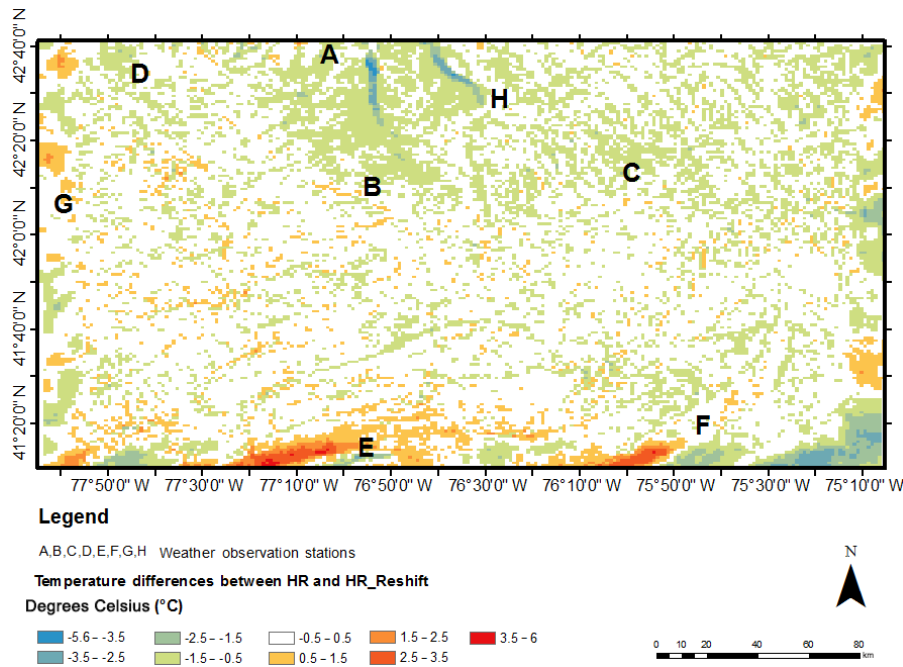 42°40'0" N
42°20'0" N
42°0'0" N
41°40'0" N
41°20'0" N
A
D
H
B
C
G
F
E
77°50'0" W 77°30'0" W 77°10'0" W 76°50'0" W 76°30'0" W 76°10'0" W 75°50'0" W 75°30'0" W 75°10'0" W
Legend
A,B,C,D,E,F,G,H Weather observation stations
Temperature differences between HR and HR_Reshift
Degrees Celsius (°C)
-5.6 – -3.5 -2.5 – -1.5 -0.5 – 0.5 1.5 – 2.5 3.5 – 6
-3.5 – -2.5 -1.5 – -0.5 0.5 – 1.5 2.5 – 3.5
N
0 10 20 40 60 80
km